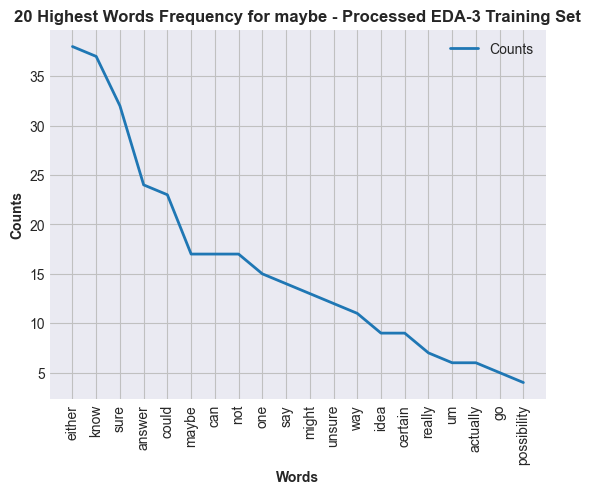 20 Highest Words Frequency for maybe - Processed EDA-3 Training Set
Counts
35
30
25
20
15
10
5
Counts
either
know
sure
answer
could
maybe
can
not
one
say
might
unsure
way
idea
certain
really
um
actually
go
possibility
Words